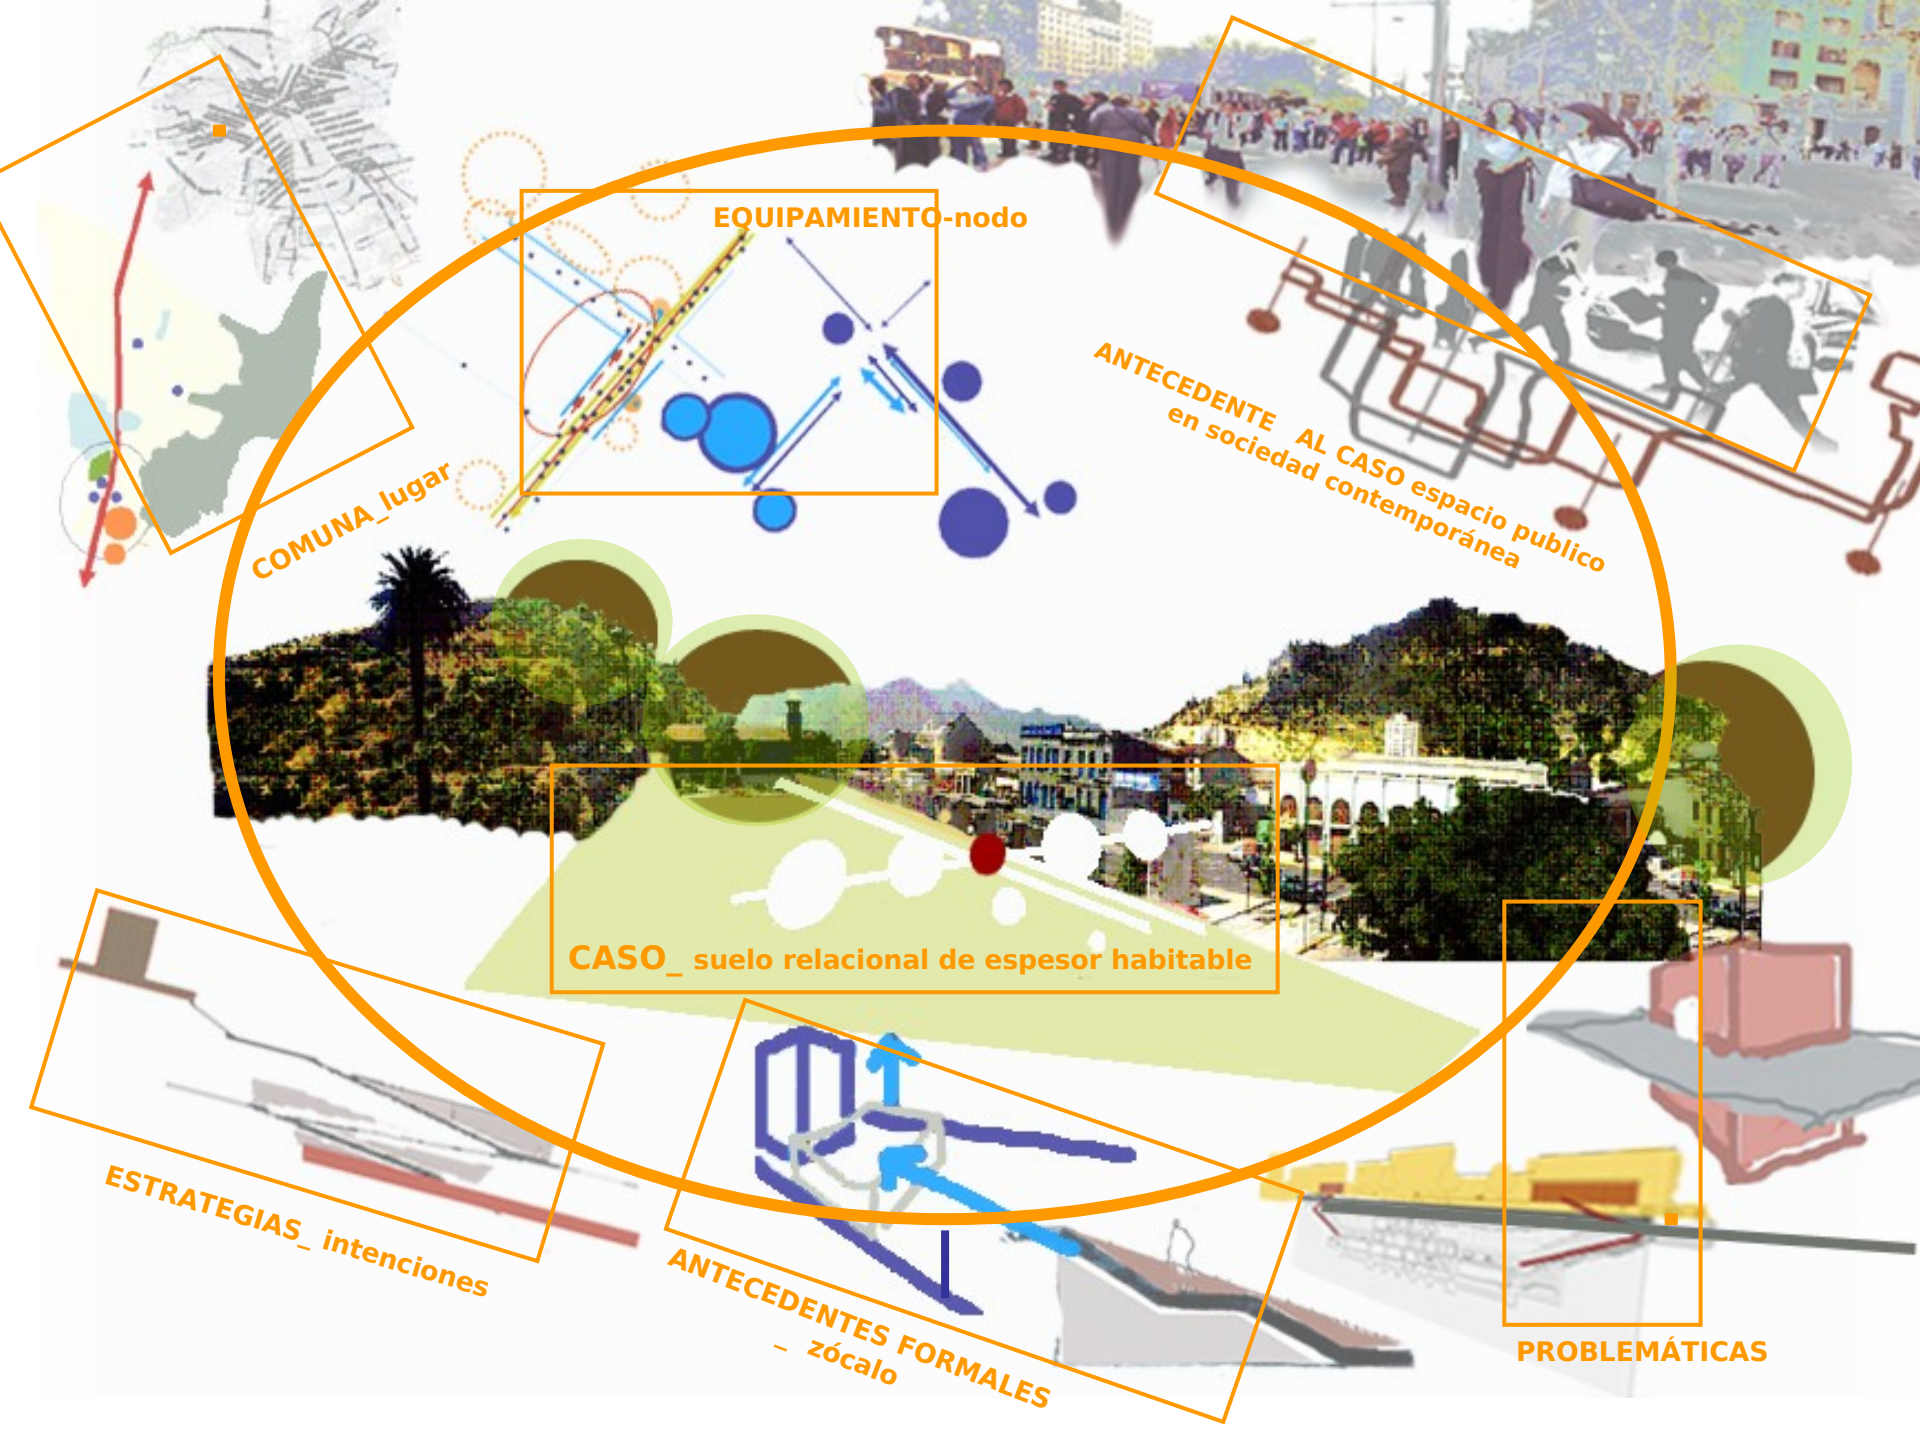 EQUIPAMIENTO-nodo
ANTECEDENTE AL CASO espacio publico
en sociedad contemporánea
COMUNA_lugar
CASO_ suelo relacional de espesor habitable
ESTRATEGIAS_ intenciones
ANTECEDENTES FORMALES
_ zócalo
PROBLEMÁTICAS